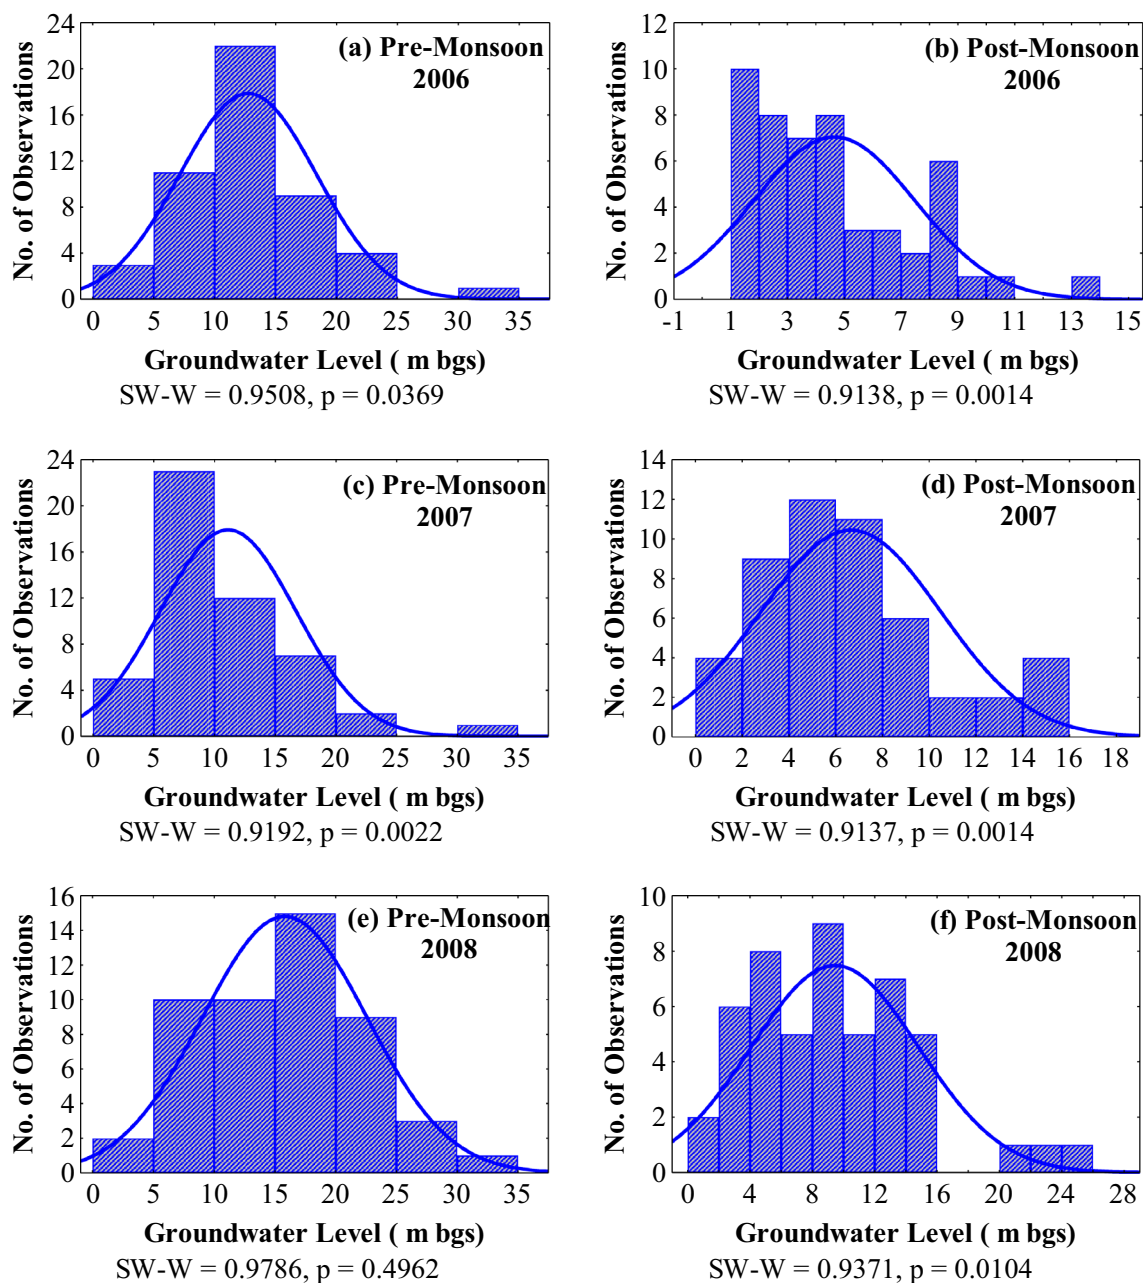 (a) Pre-Monsoon
2006
No. of Observations
24
20
16
12
8
4
0
0 5 10 15 20 25 30 35
Groundwater Level ( m bgs)
SW-W = 0.9508, p = 0.0369
(b) Post-Monsoon
2006
No. of Observations
12
10
8
6
4
2
0
-1 1 3 5 7 9 11 13 15
Groundwater Level ( m bgs)
SW-W = 0.9138, p = 0.0014
(c) Pre-Monsoon
2007
No. of Observations
24
20
16
12
8
4
0
0 5 10 15 20 25 30 35
Groundwater Level ( m bgs)
SW-W = 0.9192, p = 0.0022
(d) Post-Monsoon
2007
No. of Observations
14
12
10
8
6
4
2
0
0 2 4 6 8 10 12 14 16 18
Groundwater Level ( m bgs)
SW-W = 0.9137, p = 0.0014
(e) Pre-Monsoon
2008
No. of Observations
16
14
12
10
8
6
4
2
0
0 5 10 15 20 25 30 35
Groundwater Level ( m bgs)
SW-W = 0.9786, p = 0.4962
(f) Post-Monsoon
2008
No. of Observations
10
8
6
4
2
0
0 4 8 12 16 20 24 28
Groundwater Level ( m bgs)
SW-W = 0.9371, p = 0.0104